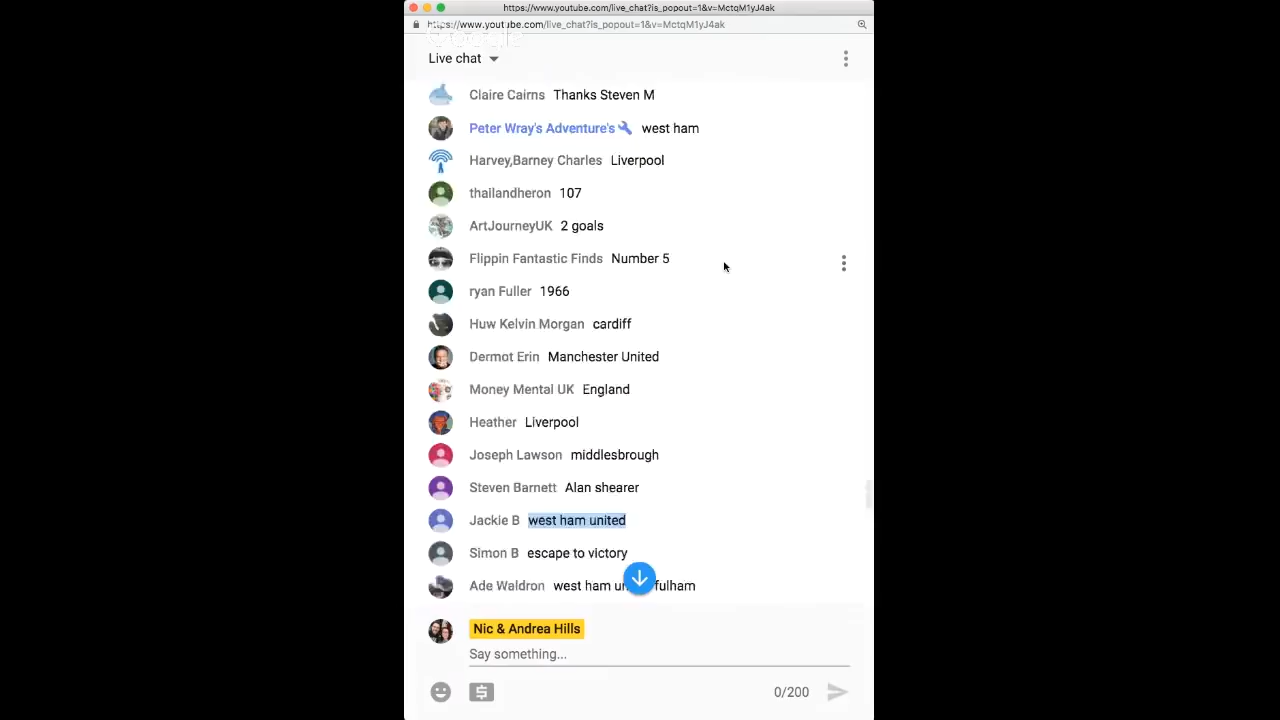 https://www.youtube.com/live_chat?is_popout=1&v=MctqM1yJ4ak
https://www.youtube.com/live_chat?is_popout=1&v=MctqM1yJ4ak
Google
Live chat
Claire Cairns Thanks Steven M
Peter Wray's Adventure's west ham
Harvey,Barney Charles Liverpool
thailandheron 107
ArtJourneyUK 2 goals
Flippin Fantastic Finds Number 5
ryan Fuller 1966
Huw Kelvin Morgan cardiff
Dermot Erin Manchester United
Money Mental UK England
Heather Liverpool
Joseph Lawson middlesbrough
Steven Barnett Alan shearer
Jackie B west ham united
Simon B escape to victory
Ade Waldron west ham fulham
Nic & Andrea Hills
Say something...
0/200